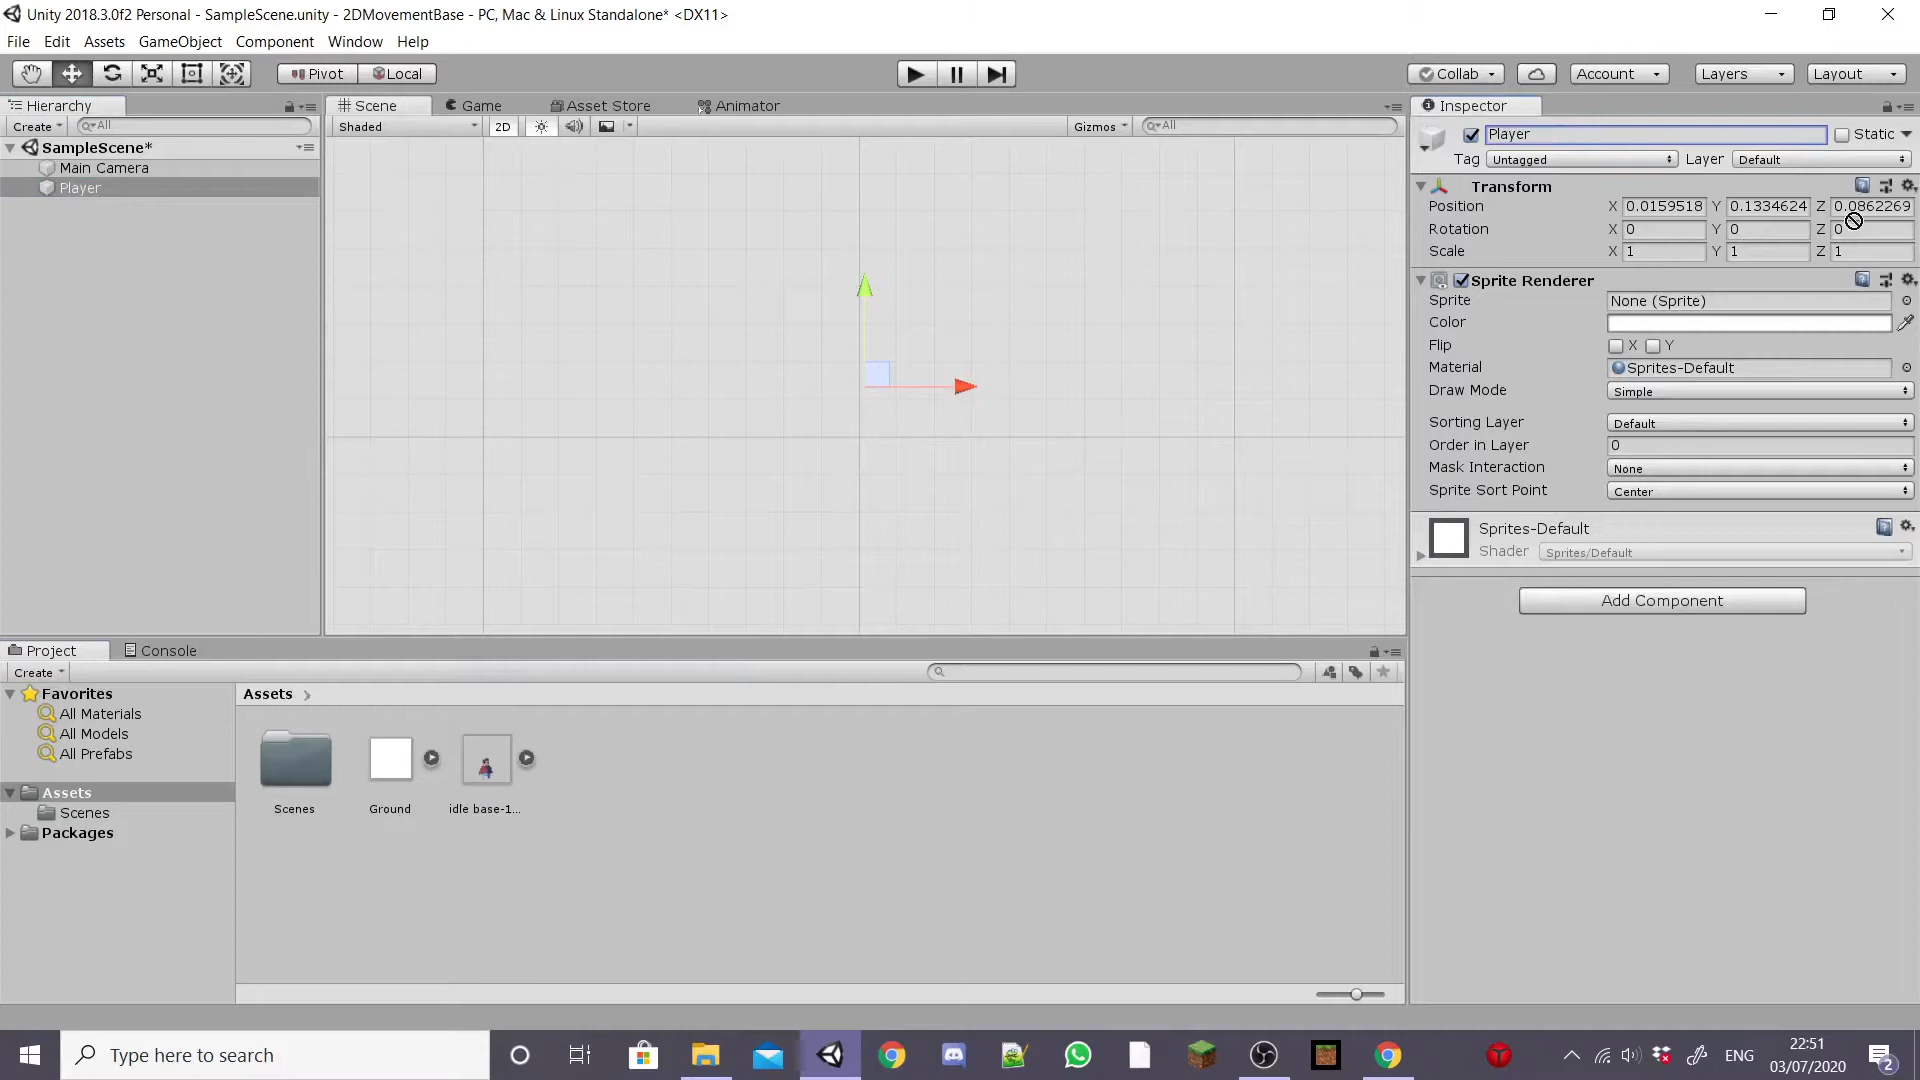 Unity 2018.3.0f2 Personal - SampleScene.unity - 2DMovementBase - PC, Mac & Linux Standalone* <DX11>
File Edit Assets GameObject Component Window Help
Pivot Local Collab Account Layers Layout
Hierarchy
Create All
SampleScene*
Main Camera
Player
Scene Game Asset Store Animator
Shaded 2D Gizmos All
Inspector
Player Static
Tag Untagged Layer Default
Transform
Position X 0.0159518 Y 0.1334624 Z 0.0862269
Rotation X 0 Y 0 Z 0
Scale X 1 Y 1 Z 1
Sprite Renderer
Sprite None (Sprite)
Color
Flip X Y
Material Sprites-Default
Draw Mode Simple
Sorting Layer Default
Order in Layer 0
Mask Interaction None
Sprite Sort Point Center
Sprites-Default
Shader Sprites/Default
Add Component
Project Console
Create
Favorites
All Materials
All Models
All Prefabs
Assets
Scenes
Packages
Assets
Scenes Ground idle base-1...
Type here to search
ENG
22:51
03/07/2020
2